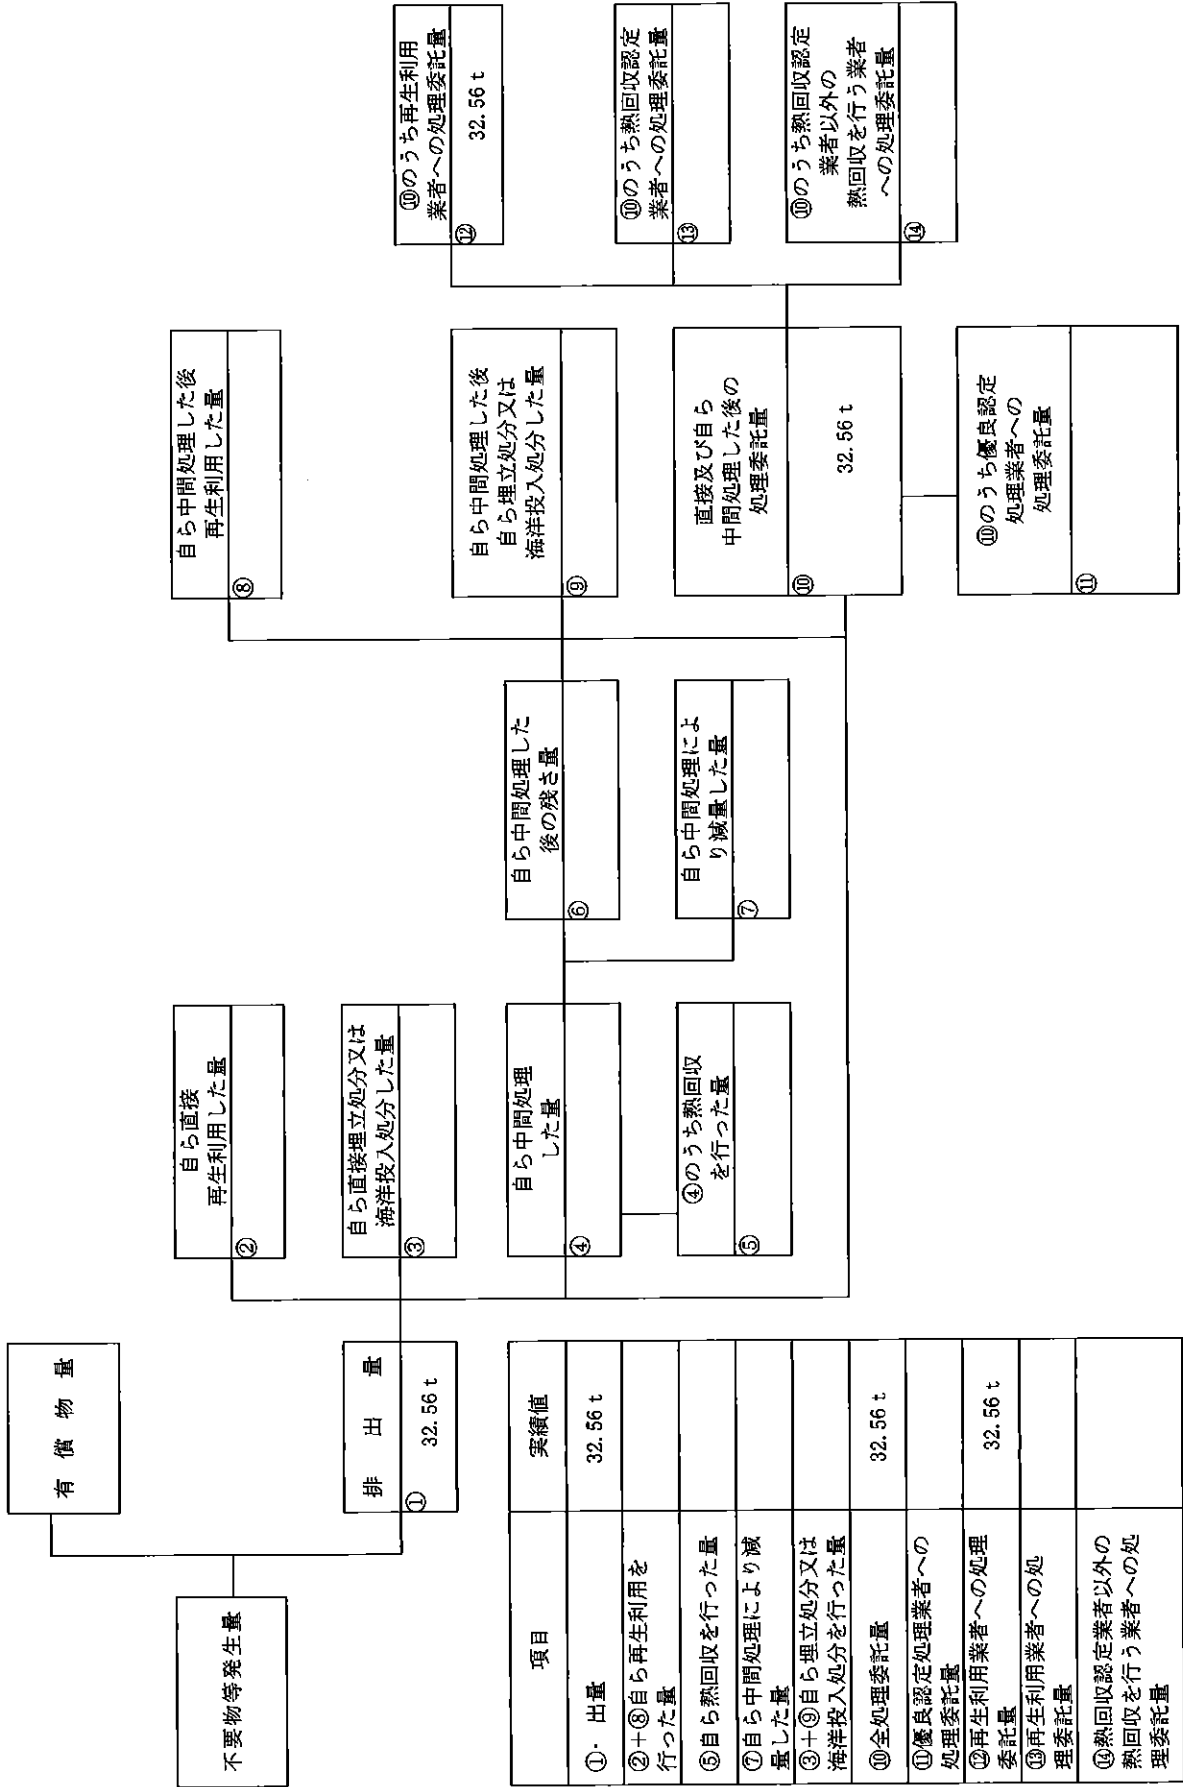 不要物等発生量
有償物量
排出量
①
32.56 t
自ら直接
再生利用した量
②
自ら直接埋立処分又は
海洋投入処分した量
③
自ら中間処理
した量
④
④のうち熱回収
を行った量
⑤
自ら中間処理した
後の残さ量
⑥
自ら中間処理によ
り減量した量
⑦
自ら中間処理した後
再生利用した量
⑧
自ら中間処理した後
自ら埋立処分又は
海洋投入処分した量
⑨
直接及び自ら
中間処理した後の
処理委託量
⑩
32.56 t
⑩のうち優良認定
処理業者への
処理委託量
⑪
⑩のうち再生利用
業者への処理委託量
⑫
32.56 t
⑩のうち熱回収認定
業者への処理委託量
⑬
⑩のうち熱回収認定
業者以外の
熱回収を行う業者
への処理委託量
⑭
項目 実績値
①・出量 32.56 t
②+⑧自ら再生利用を
行った量
⑤自ら熱回収を行った量
⑦自ら中間処理により減
量した量
③+⑨自ら埋立処分又は
海洋投入処分を行った量
⑩全処理委託量 32.56 t
⑪優良認定処理業者への
処理委託量
⑫再生利用業者への処理
委託量 32.56 t
⑬再生利用業者への処
理委託量
⑭熱回収認定業者以外の
熱回収を行う業者への処
理委託量